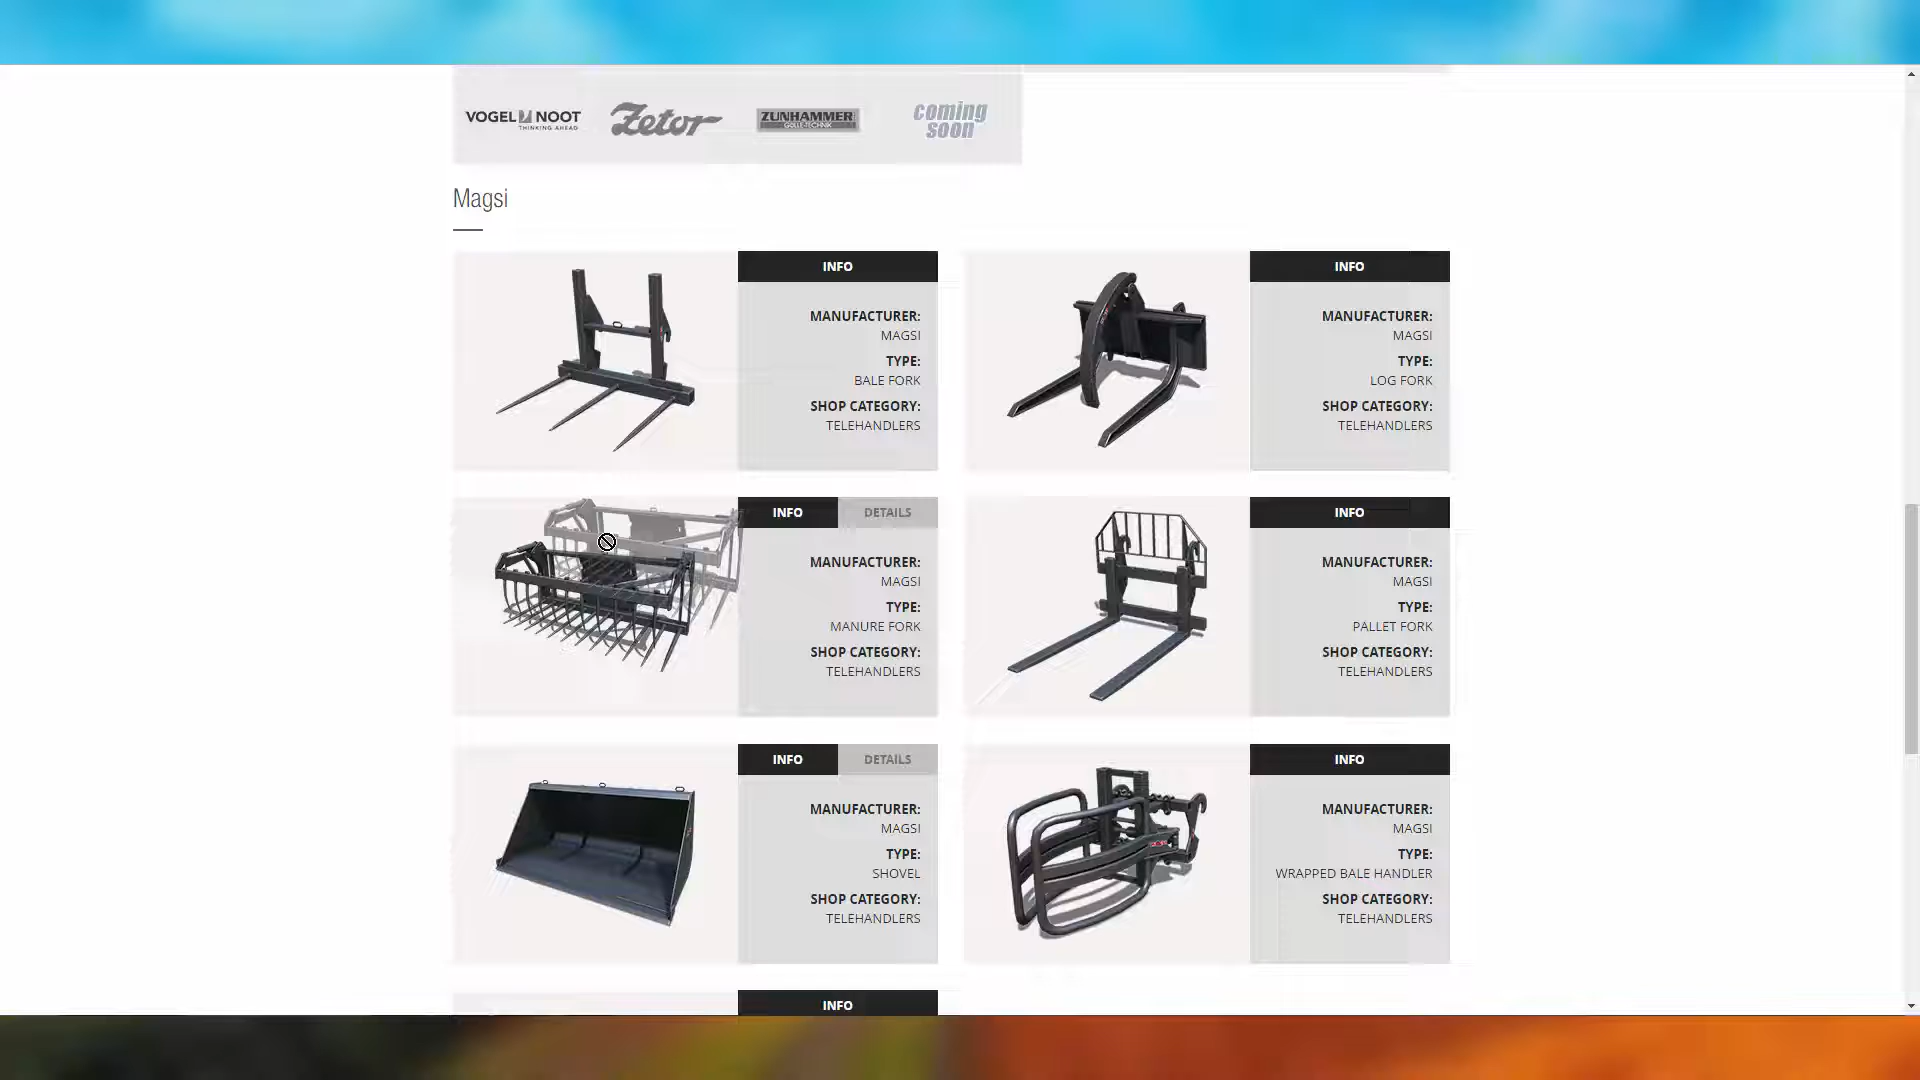 VOGEL NOOT
THINKING AHEAD
Zetor
ZUNHAMMER
GÜLLETECHNIK
coming
soon
Magsi
INFO
MANUFACTURER:
MAGSI
TYPE:
BALE FORK
SHOP CATEGORY:
TELEHANDLERS
INFO
MANUFACTURER:
MAGSI
TYPE:
LOG FORK
SHOP CATEGORY:
TELEHANDLERS
INFO DETAILS
MANUFACTURER:
MAGSI
TYPE:
MANURE FORK
SHOP CATEGORY:
TELEHANDLERS
INFO
MANUFACTURER:
MAGSI
TYPE:
PALLET FORK
SHOP CATEGORY:
TELEHANDLERS
INFO DETAILS
MANUFACTURER:
MAGSI
TYPE:
SHOVEL
SHOP CATEGORY:
TELEHANDLERS
INFO
MANUFACTURER:
MAGSI
TYPE:
WRAPPED BALE HANDLER
SHOP CATEGORY:
TELEHANDLERS
INFO